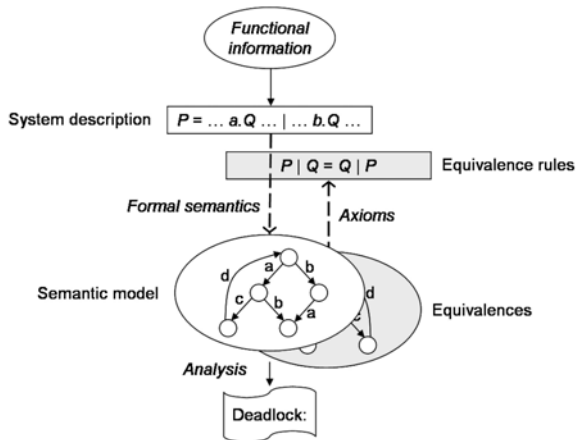 Functional
information
System description
P = ... a.Q ... | ... b.Q ...
P | Q = Q | P
Equivalence rules
Formal semantics
Axioms
Semantic model
d
a
b
c
b
a
d
Equivalences
Analysis
Deadlock: